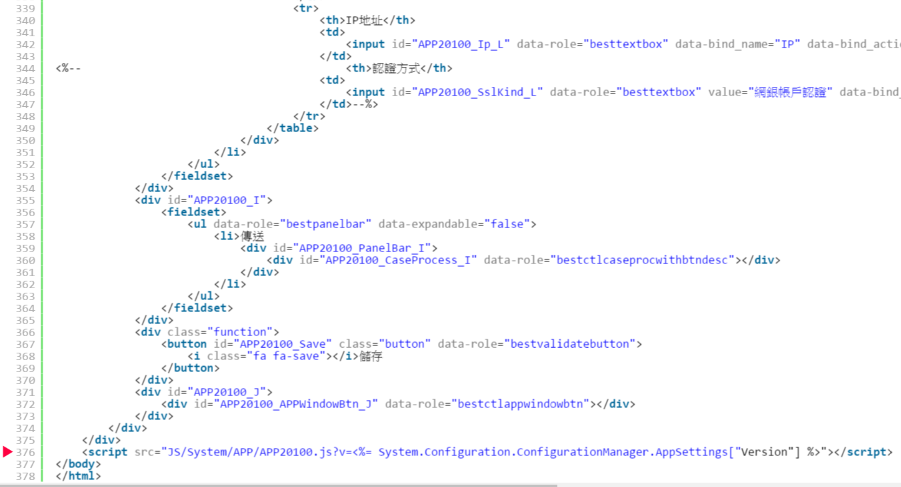 339 <tr>
340 <th>IP地址</th>
341 <td>
342 <input id="APP20100_Ip_L" data-role="besttextbox" data-bind_name="IP" data-bind_acti
343 </td>
344 <%-- <th>認證方式</th>
345 <td>
346 <input id="APP20100_SslKind_L" data-role="besttextbox" value="網銀帳戶認證" data-bind_
347 </td>--%>
348 </tr>
349 </table>
350 </div>
351 </li>
352 </ul>
353 </fieldset>
354 </div>
355 <div id="APP20100_I">
356 <fieldset>
357 <ul data-role="bestpanelbar" data-expandable="false">
358 <li>傳送
359 <div id="APP20100_PanelBar_I">
360 <div id="APP20100_CaseProcess_I" data-role="bestctlcaseprocwithbtndesc"></div>
361 </div>
362 </li>
363 </ul>
364 </fieldset>
365 </div>
366 <div class="function">
367 <button id="APP20100_Save" class="button" data-role="bestvalidatebutton">
368 <i class="fa fa-save"></i>儲存
369 </button>
370 </div>
371 <div id="APP20100_J">
372 <div id="APP20100_APPWindowBtn_J" data-role="bestctlappwindowbtn"></div>
373 </div>
374 </div>
375 </div>
376 <script src="JS/System/APP/APP20100.js?v=<%= System.Configuration.ConfigurationManager.AppSettings["Version"] %>"></script>
377 </body>
378 </html>